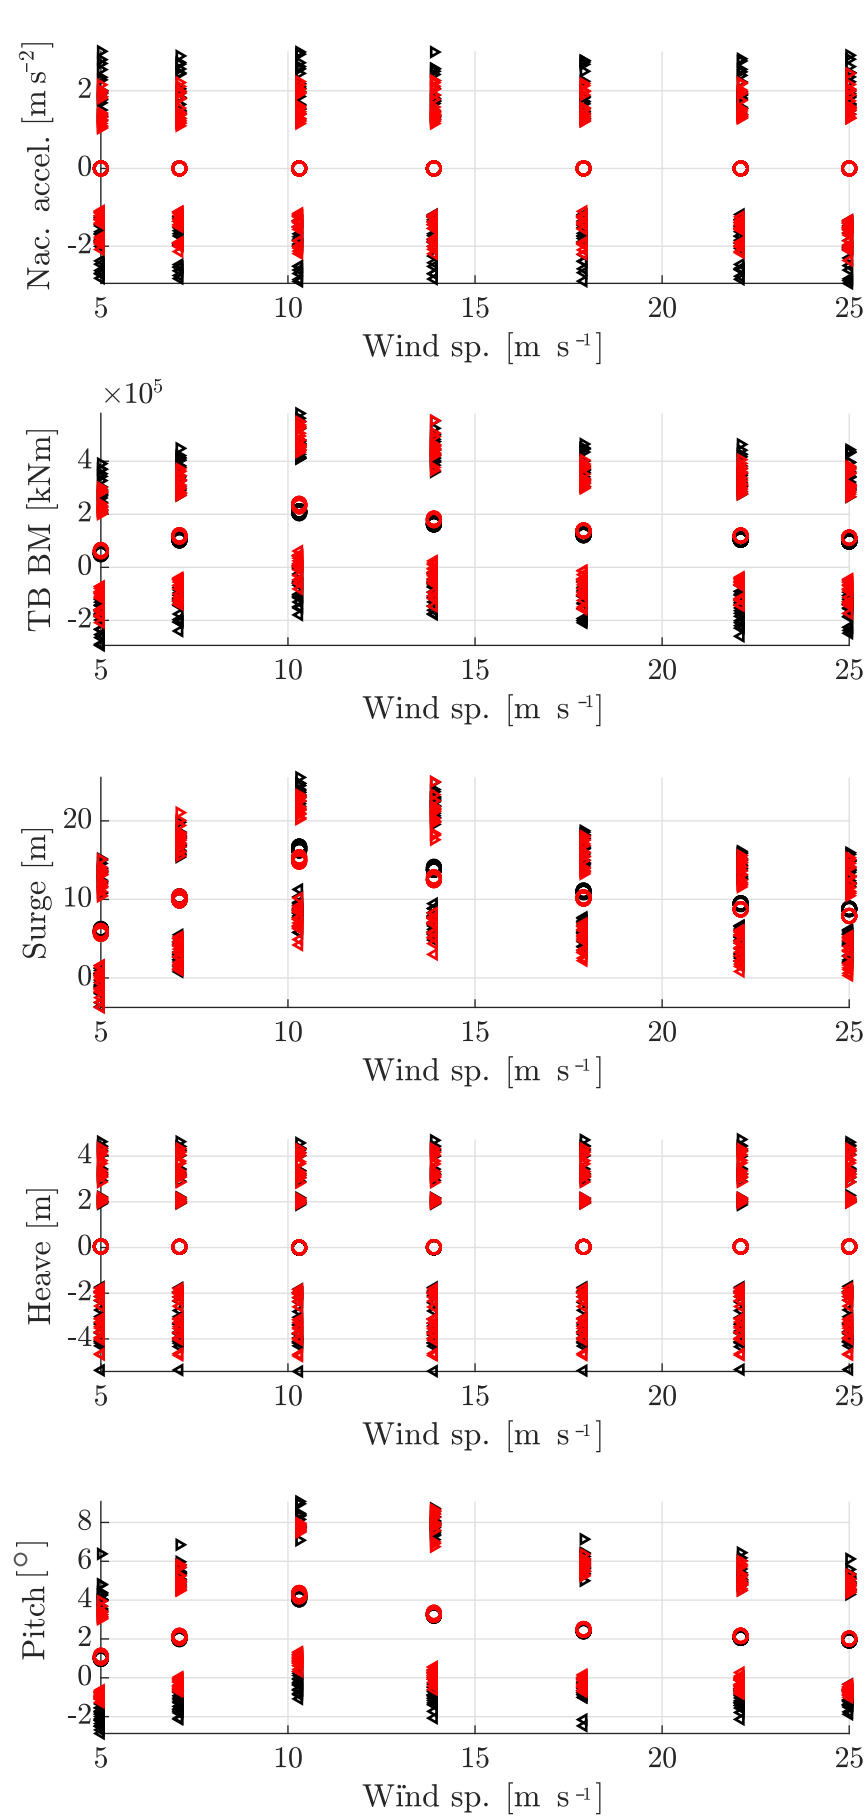 Nac. accel. [m s⁻²]
2
0
-2
5 10 15 20 25
Wind sp. [m s⁻¹]
×10⁵
TB BM [kNm]
4
2
0
-2
5 10 15 20 25
Wind sp. [m s⁻¹]
Surge [m]
20
10
0
5 10 15 20 25
Wind sp. [m s⁻¹]
Heave [m]
4
2
0
-2
-4
5 10 15 20 25
Wind sp. [m s⁻¹]
Pitch [°]
8
6
4
2
0
-2
5 10 15 20 25
Wïnd sp. [m s⁻¹]